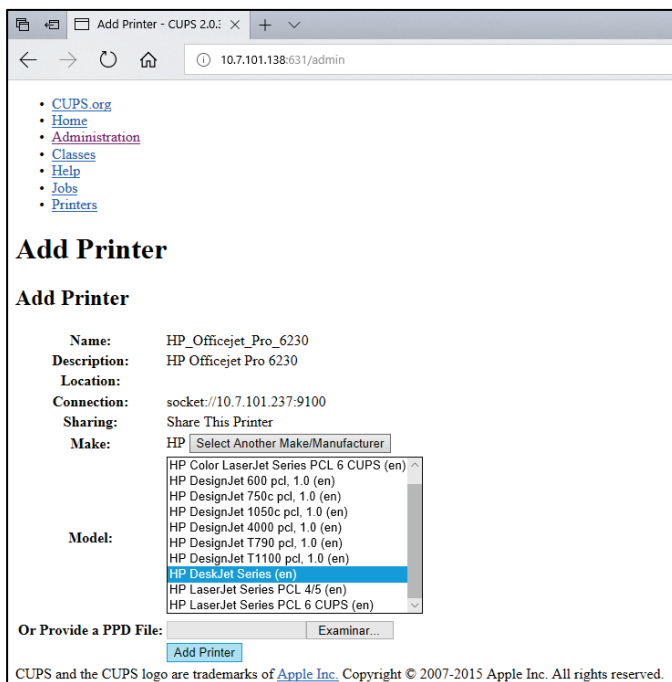 Add Printer - CUPS 2.0.:
10.7.101.138:631/admin
CUPS.org
Home
Administration
Classes
Help
Jobs
Printers
Add Printer
Add Printer
Name: HP_Officejet_Pro_6230
Description: HP Officejet Pro 6230
Location:
Connection: socket://10.7.101.237:9100
Sharing: Share This Printer
Make: HP Select Another Make/Manufacturer
Model:
HP Color LaserJet Series PCL 6 CUPS (en)
HP DesignJet 600 pcl, 1.0 (en)
HP DesignJet 750c pcl, 1.0 (en)
HP DesignJet 1050c pcl, 1.0 (en)
HP DesignJet 4000 pcl, 1.0 (en)
HP DesignJet T790 pcl, 1.0 (en)
HP DesignJet T1100 pcl, 1.0 (en)
HP DeskJet Series (en)
HP LaserJet Series PCL 4/5 (en)
HP LaserJet Series PCL 6 CUPS (en)
Or Provide a PPD File: Examinar...
Add Printer
CUPS and the CUPS logo are trademarks of Apple Inc. Copyright © 2007-2015 Apple Inc. All rights reserved.